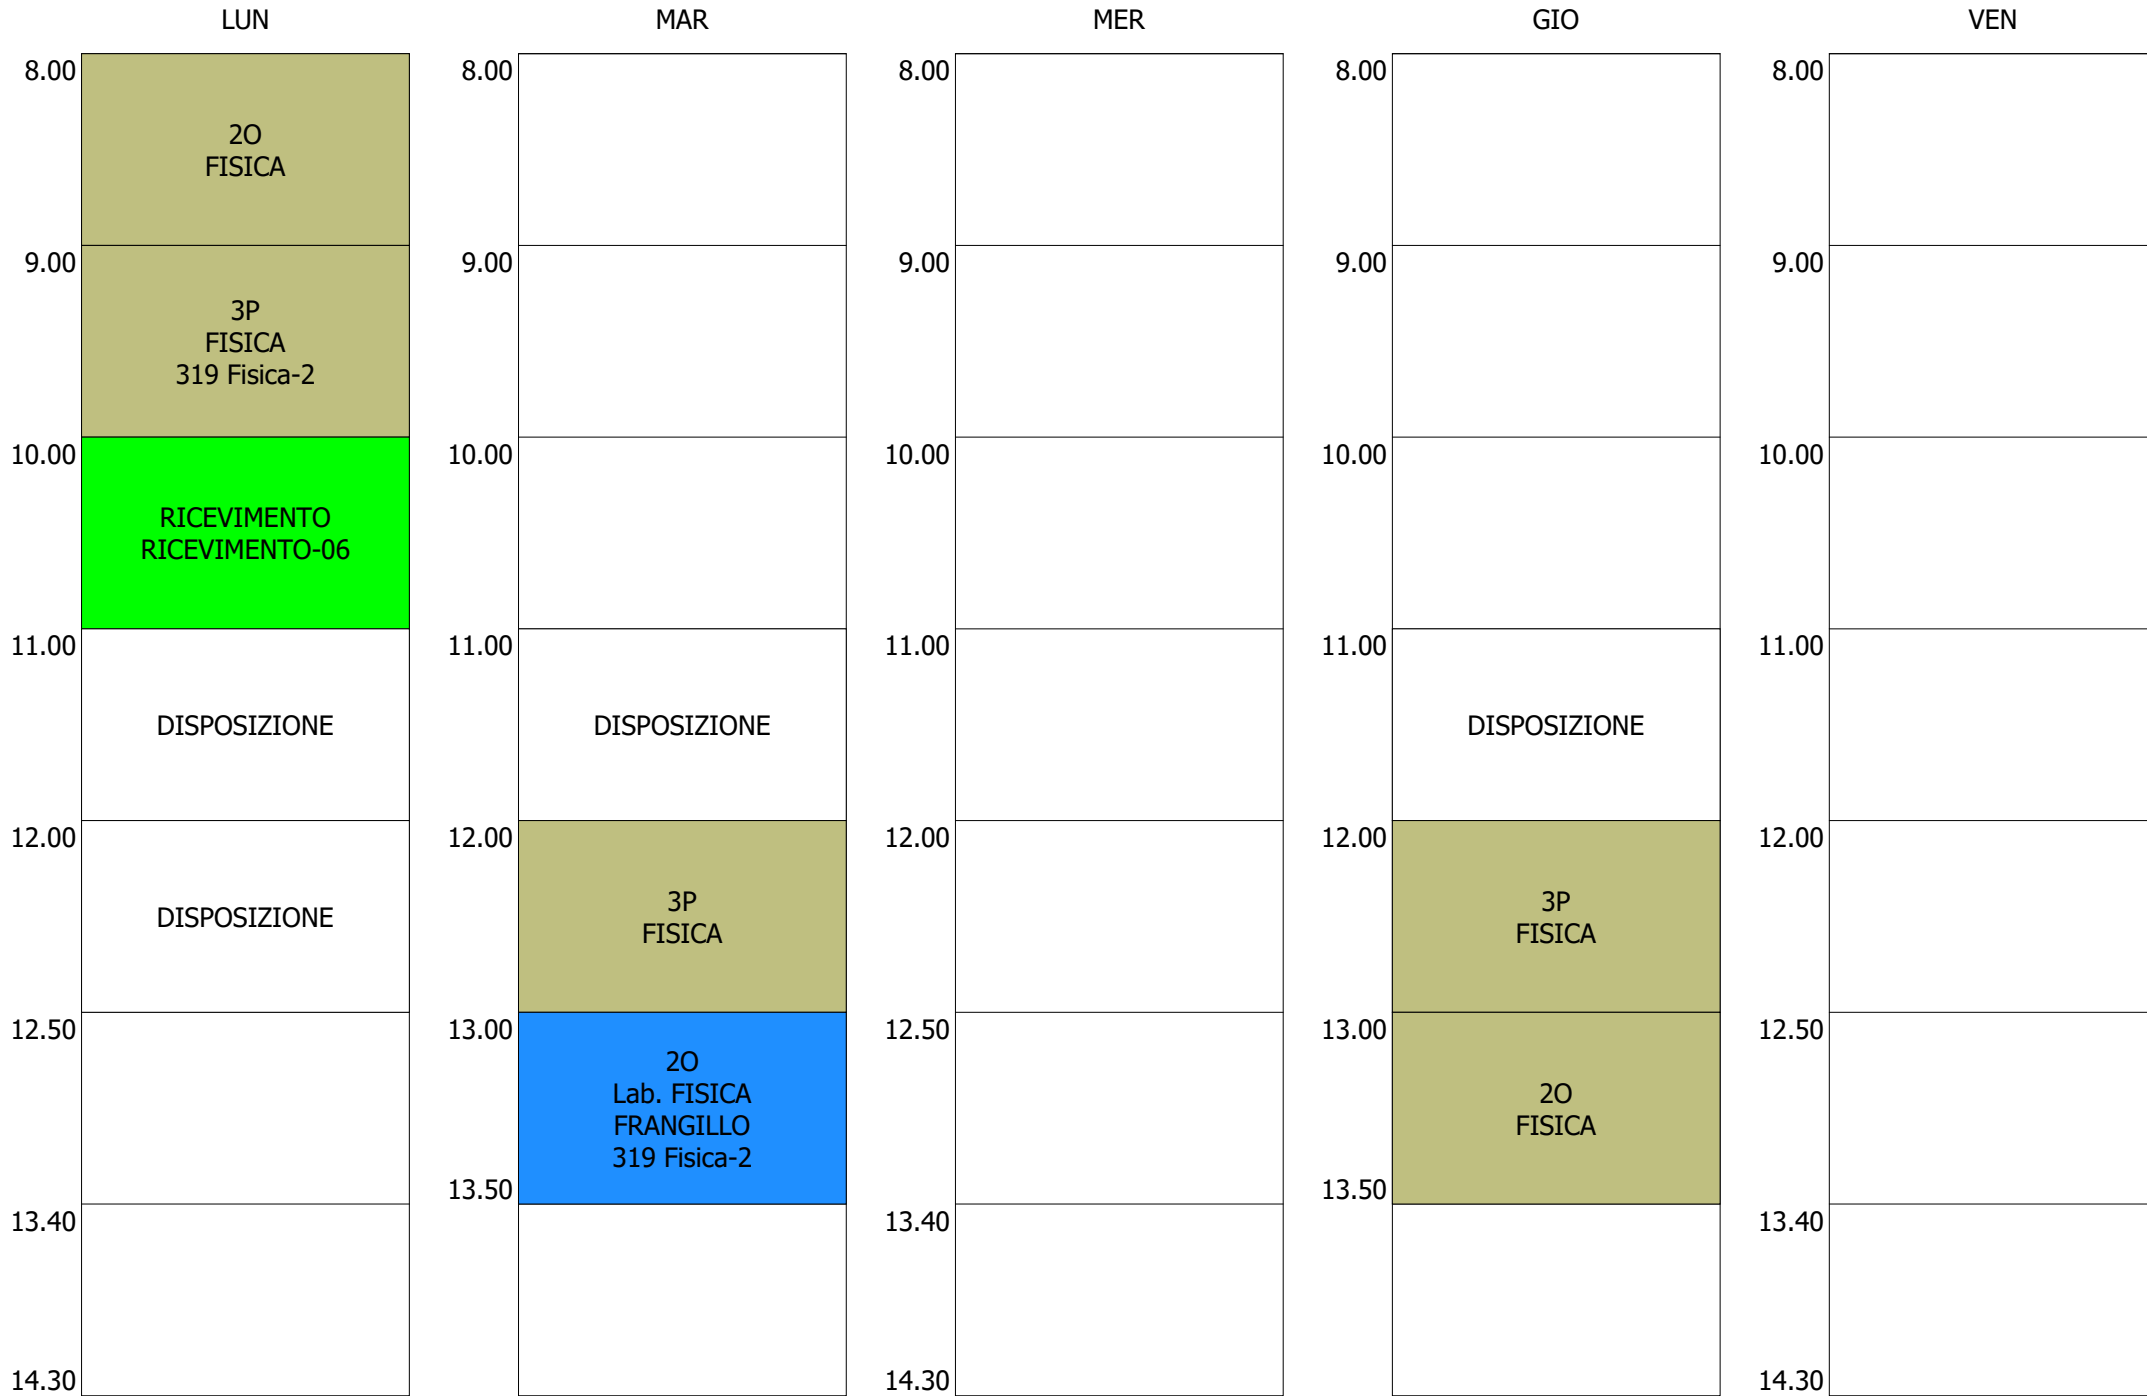 LUN
MAR
MER
GIO
VEN
8.00
2O
FISICA
9.00
3P
FISICA
319 Fisica-2
10.00
RICEVIMENTO
RICEVIMENTO-06
11.00
DISPOSIZIONE
12.00
DISPOSIZIONE
12.50
13.40
14.30
8.00
9.00
10.00
11.00
DISPOSIZIONE
12.00
3P
FISICA
13.00
2O
Lab. FISICA
FRANGILLO
319 Fisica-2
13.50
8.00
9.00
10.00
11.00
12.00
12.50
13.40
14.30
8.00
9.00
10.00
11.00
DISPOSIZIONE
12.00
3P
FISICA
13.00
2O
FISICA
13.50
8.00
9.00
10.00
11.00
12.00
12.50
13.40
14.30